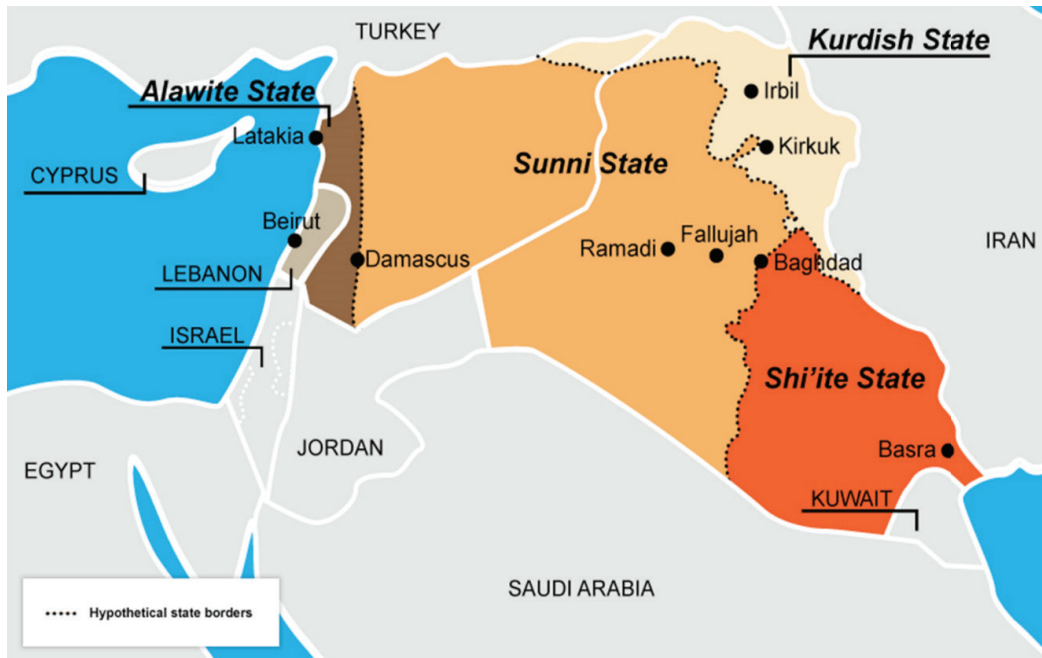 TURKEY
Kurdish State
Alawite State
Irbil
Latakia
Kirkuk
Sunni State
CYPRUS
Beirut
Fallujah
Ramadi
IRAN
Damascus
Baghdad
LEBANON
ISRAEL
Shi'ite State
JORDAN
Basra
EGYPT
KUWAIT
SAUDI ARABIA
Hypothetical state borders